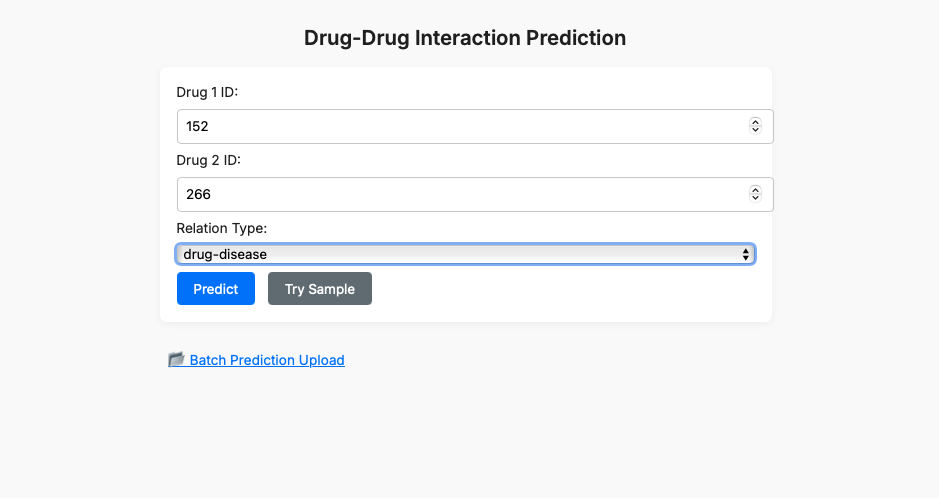 Drug-Drug Interaction Prediction
Drug 1 ID:
152
Drug 2 ID:
266
Relation Type:
drug-disease
Predict
Try Sample
Batch Prediction Upload